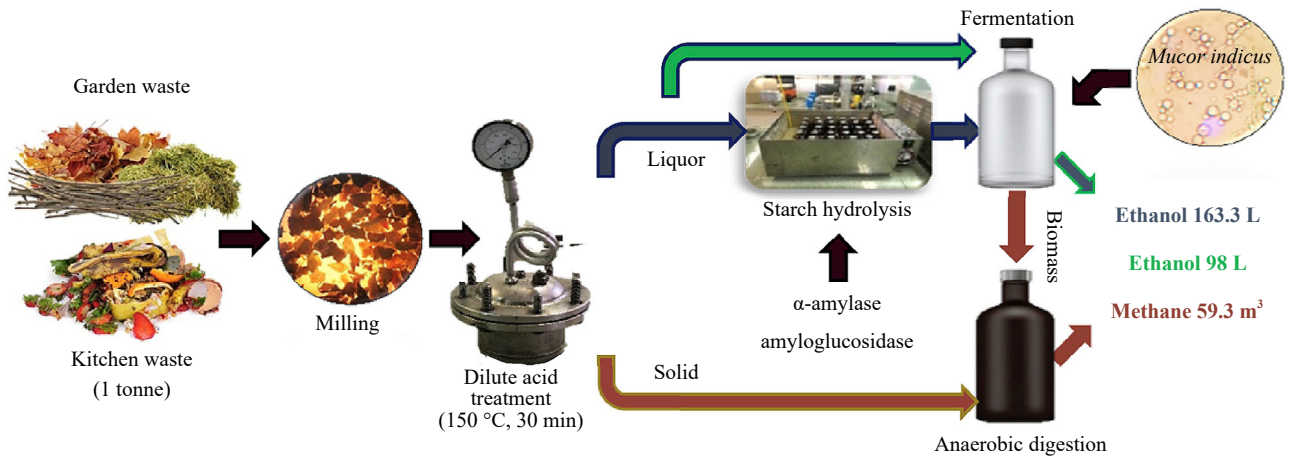 Garden waste
Kitchen waste
(1 tonne)
Milling
Dilute acid
treatment
(150 °C, 30 min)
Liquor
Solid
Starch hydrolysis
α-amylase
amyloglucosidase
Fermentation
Mucor indicus
Biomass
Anaerobic digestion
Ethanol 163.3 L
Ethanol 98 L
Methane 59.3 m³